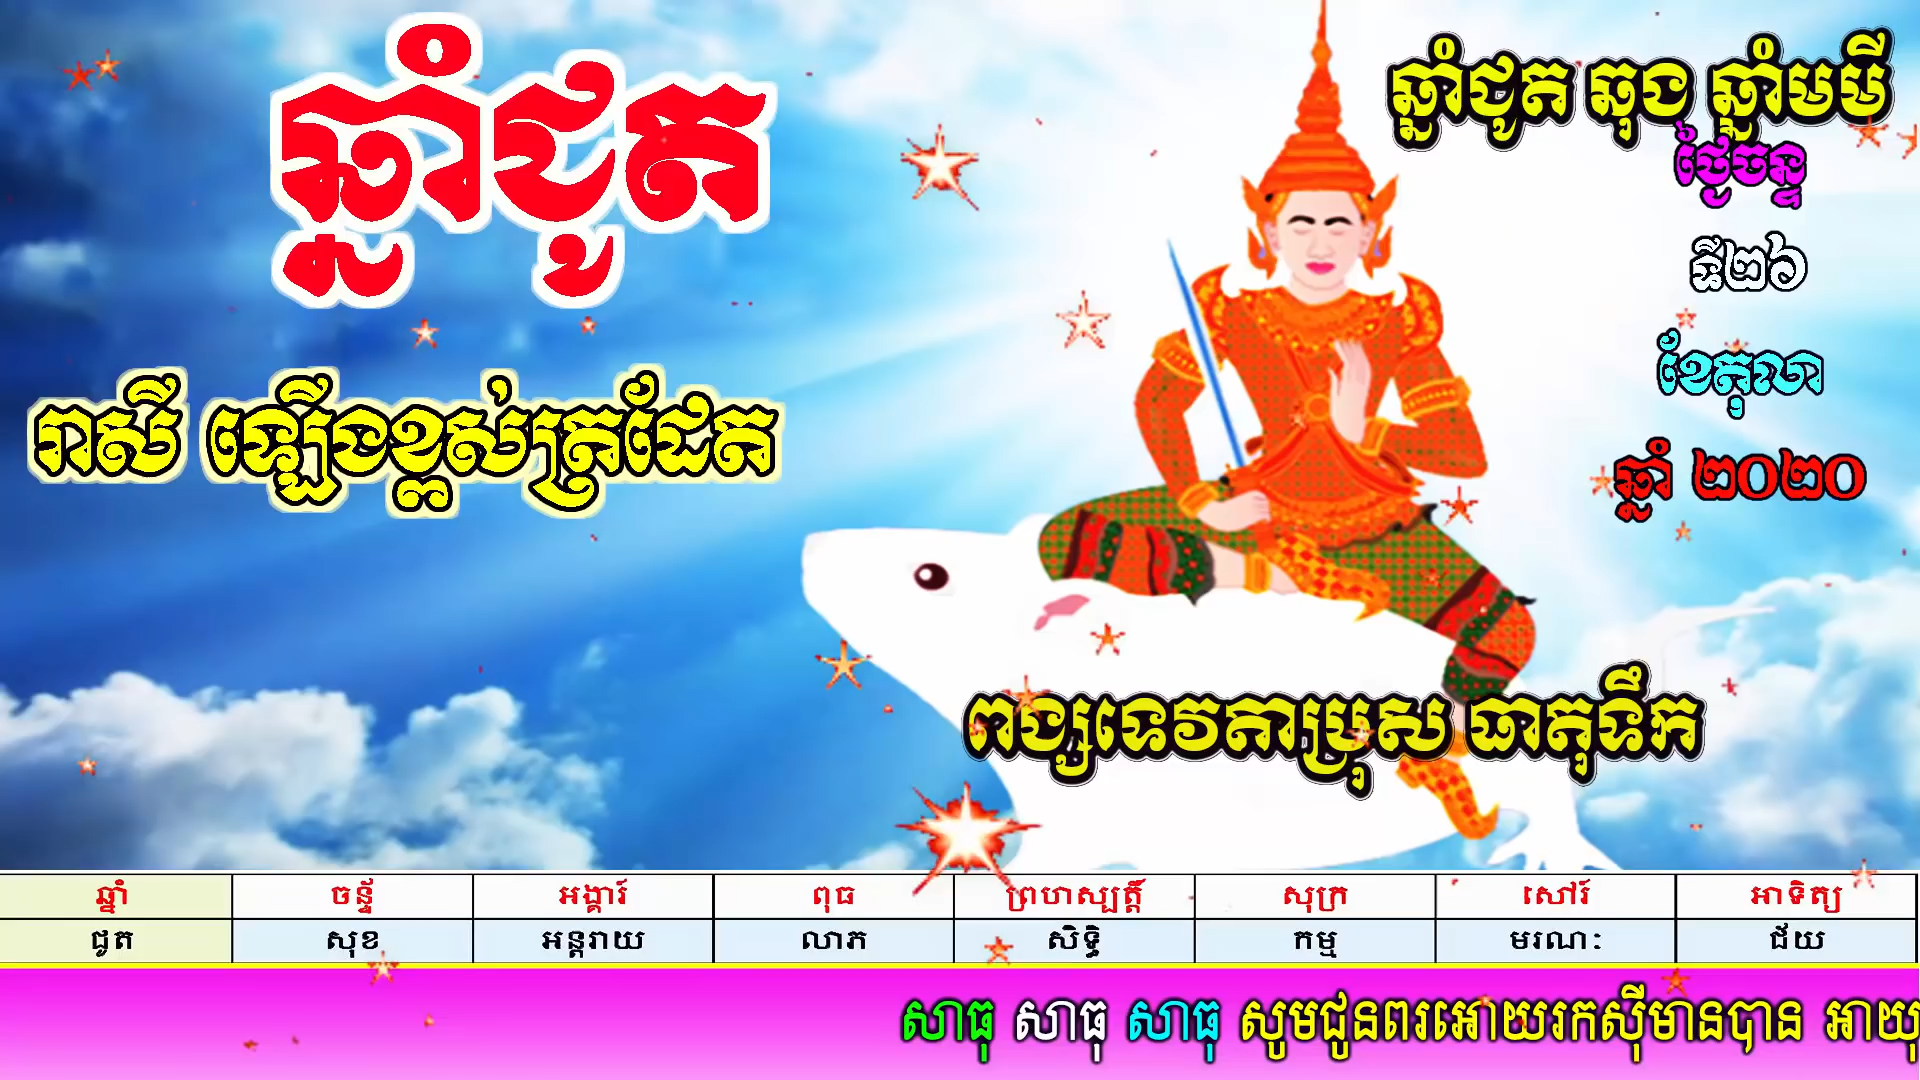 ឆ្នាំជូត
រាសី ឡើងខ្ពស់ត្រដែត
ឆ្នាំជូត ឆុង ឆ្នាំមមី
ថ្ងៃចន្ទ
ទី២៦
ខែតុលា
ឆ្នាំ ២០២០
ពង្សទេវតាប្រុស ធាតុទឹក
ឆ្នាំ ចន្ទ័ អង្គារ៍ ពុធ ព្រហស្បត្តិ៍ សុក្រ សៅរ៍ អាទិត្យ
ជូត សុខ អន្តរាយ លាភ សិទ្ធិ កម្ម មរណៈ ជ័យ
សាធុ សាធុ សាធុ សូមជូនពរអោយរកស៊ីមានបាន អាយុ